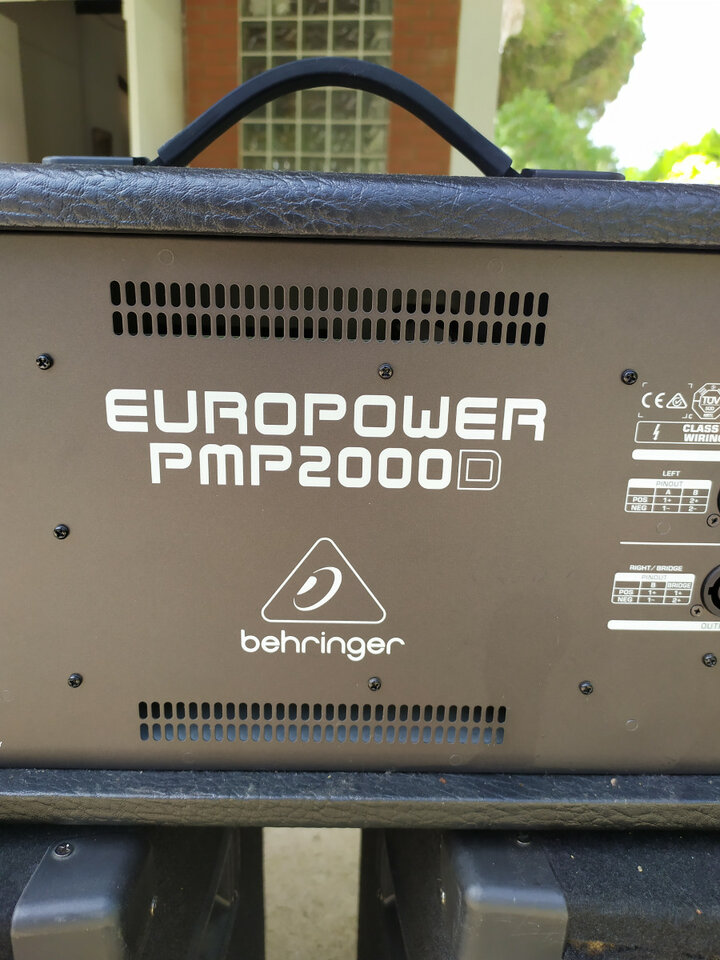 EUROPOWER
PMP2000D
behringer
CE
TÜV
CLASS
WIRING
LEFT
PINOUT
A B
POS 1+ 2+
NEG 1- 2-
RIGHT/BRIDGE
PINOUT
B BRIDGE
POS 1+ 1+
NEG 1- 2+